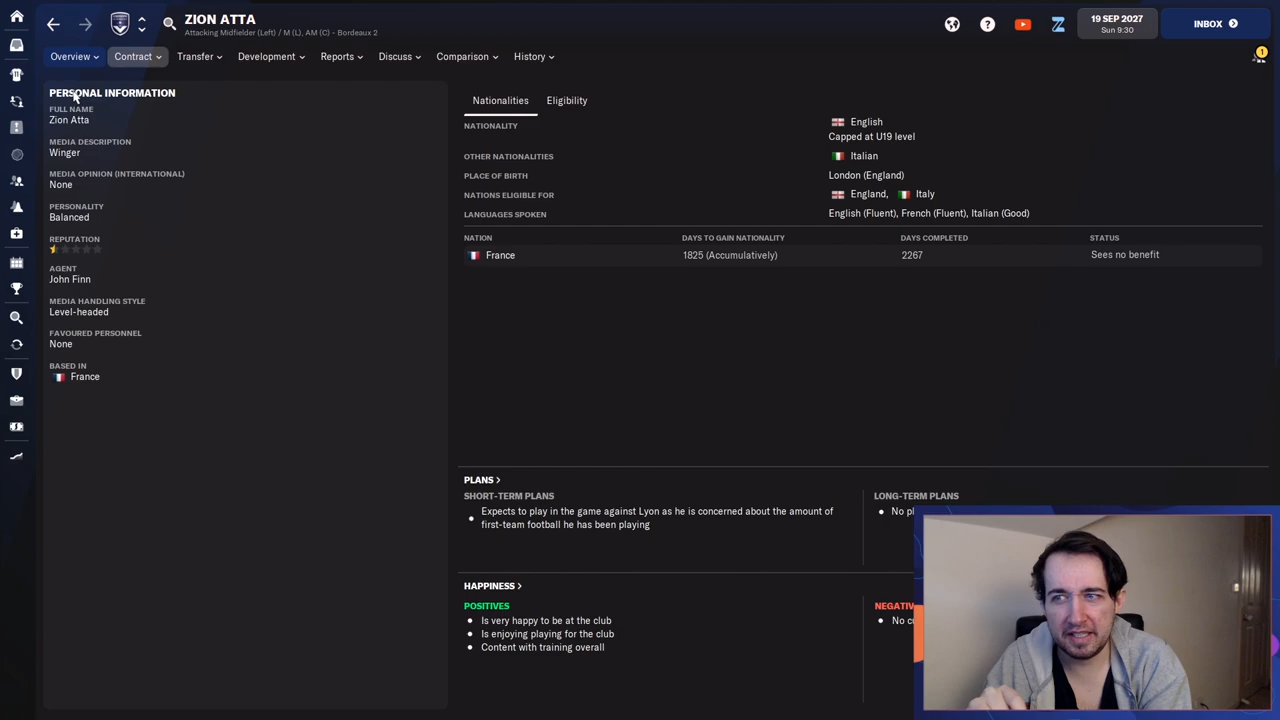 ZION ATTA
Attacking Midfielder (Left) / M (L), AM (C) - Bordeaux 2
19 SEP 2027
Sun 9:30
INBOX
Overview
Contract
Transfer
Development
Reports
Discuss
Comparison
History
1
PERSONAL INFORMATION
FULL NAME
Zion Atta
MEDIA DESCRIPTION
Winger
MEDIA OPINION (INTERNATIONAL)
None
PERSONALITY
Balanced
REPUTATION
AGENT
John Finn
MEDIA HANDLING STYLE
Level-headed
FAVOURED PERSONNEL
None
BASED IN
France
Nationalities
Eligibility
NATIONALITY
English
Capped at U19 level
OTHER NATIONALITIES
Italian
PLACE OF BIRTH
London (England)
NATIONS ELIGIBLE FOR
England, Italy
LANGUAGES SPOKEN
English (Fluent), French (Fluent), Italian (Good)
NATION DAYS TO GAIN NATIONALITY DAYS COMPLETED STATUS
France 1825 (Accumulatively) 2267 Sees no benefit
PLANS >
SHORT-TERM PLANS
Expects to play in the game against Lyon as he is concerned about the amount of
first-team football he has been playing
LONG-TERM PLANS
No
HAPPINESS >
POSITIVES
Is very happy to be at the club
Is enjoying playing for the club
Content with training overall
NEGATIV
No